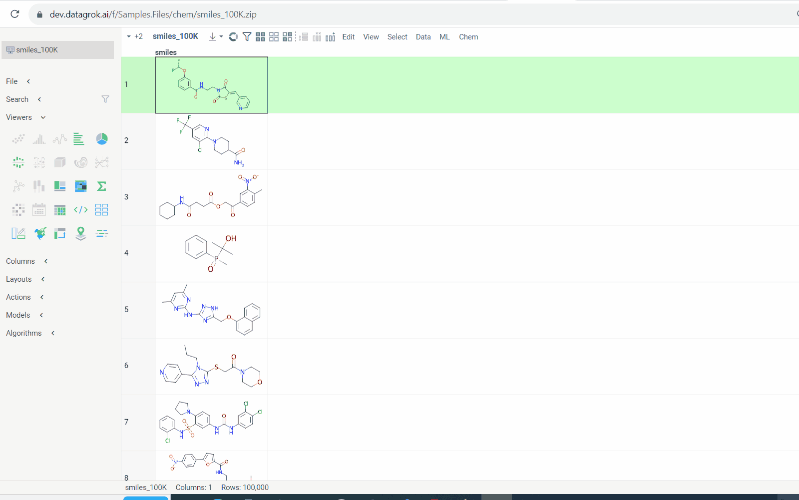 dev.datagrok.ai/f/Samples.Files/chem/smiles_100K.zip
+2 smiles_100K Edit View Select Data ML Chem
smiles_100K
smiles
File
Search
Viewers
Columns
Layouts
Actions
Models
Algorithms
1
2
3
4
5
6
7
8
smiles_100K Columns: 1 Rows: 100,000